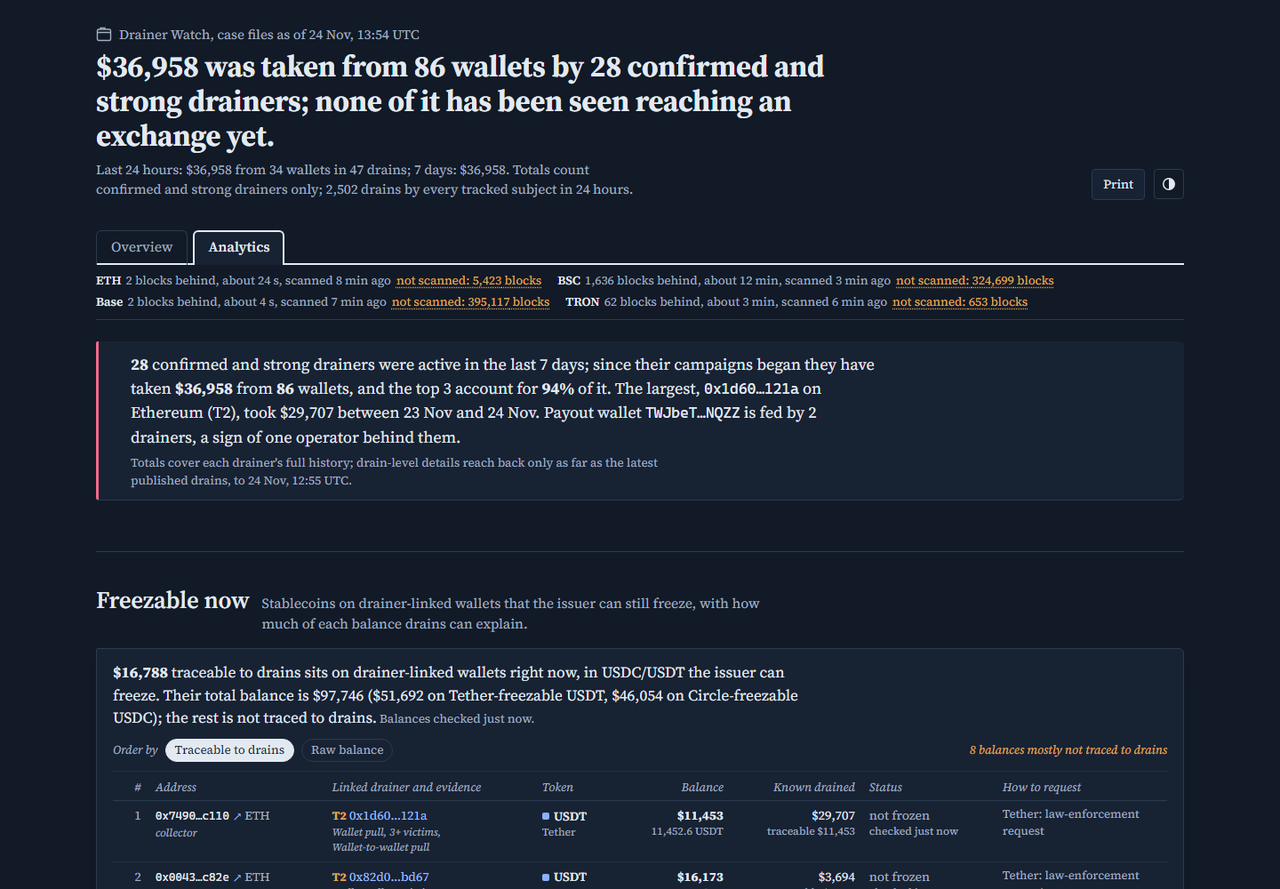 Drainer Watch, case files as of 24 Nov, 13:54 UTC
$36,958 was taken from 86 wallets by 28 confirmed and
strong drainers; none of it has been seen reaching an
exchange yet.
Last 24 hours: $36,958 from 34 wallets in 47 drains; 7 days: $36,958. Totals count
confirmed and strong drainers only; 2,502 drains by every tracked subject in 24 hours.
Print
Overview Analytics
ETH 2 blocks behind, about 24 s, scanned 8 min ago not scanned: 5,423 blocks BSC 1,636 blocks behind, about 12 min, scanned 3 min ago not scanned: 324,699 blocks
Base 2 blocks behind, about 4 s, scanned 7 min ago not scanned: 395,117 blocks TRON 62 blocks behind, about 3 min, scanned 6 min ago not scanned: 653 blocks
28 confirmed and strong drainers were active in the last 7 days; since their campaigns began they have
taken $36,958 from 86 wallets, and the top 3 account for 94% of it. The largest, 0x1d60…121a on
Ethereum (T2), took $29,707 between 23 Nov and 24 Nov. Payout wallet TWJbeT…NQZZ is fed by 2
drainers, a sign of one operator behind them.
Totals cover each drainer's full history; drain-level details reach back only as far as the latest
published drains, to 24 Nov, 12:55 UTC.
Freezable now Stablecoins on drainer-linked wallets that the issuer can still freeze, with how
much of each balance drains can explain.
$16,788 traceable to drains sits on drainer-linked wallets right now, in USDC/USDT the issuer can
freeze. Their total balance is $97,746 ($51,692 on Tether-freezable USDT, $46,054 on Circle-freezable
USDC); the rest is not traced to drains. Balances checked just now.
Order by Traceable to drains Raw balance 8 balances mostly not traced to drains
# Address Linked drainer and evidence Token Balance Known drained Status How to request
1 0x7490…c110 ↗ ETH T2 0x1d60…121a USDT $11,453 $29,707 not frozen Tether: law-enforcement
collector Wallet pull, 3+ victims, Tether 11,452.6 USDT traceable $11,453 checked just now request
Wallet-to-wallet pull
2 0x0043…c82e ↗ ETH T2 0x82d0…bd67 USDT $16,173 $3,694 not frozen Tether: law-enforcement